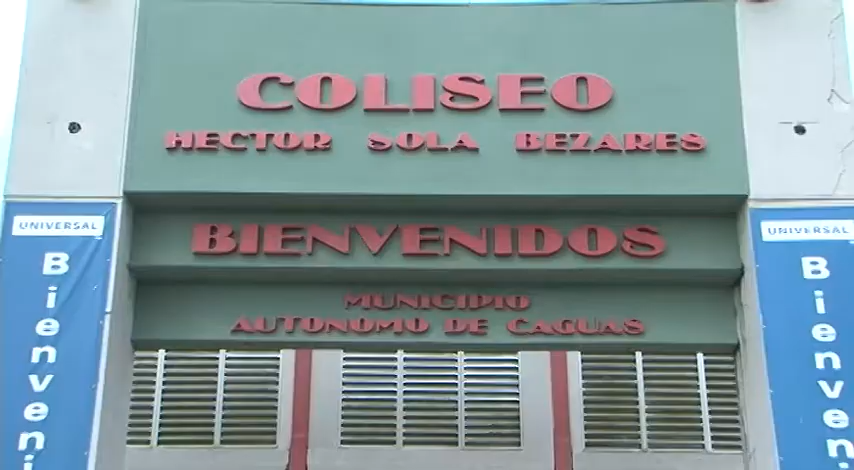 COLISEO
HECTOR SOLA BEZARES
BIENVENIDOS
MUNICIPIO
AUTONOMO DE CAGUAS
UNIVERSAL
Bienveni
UNIVERSAL
Bienven